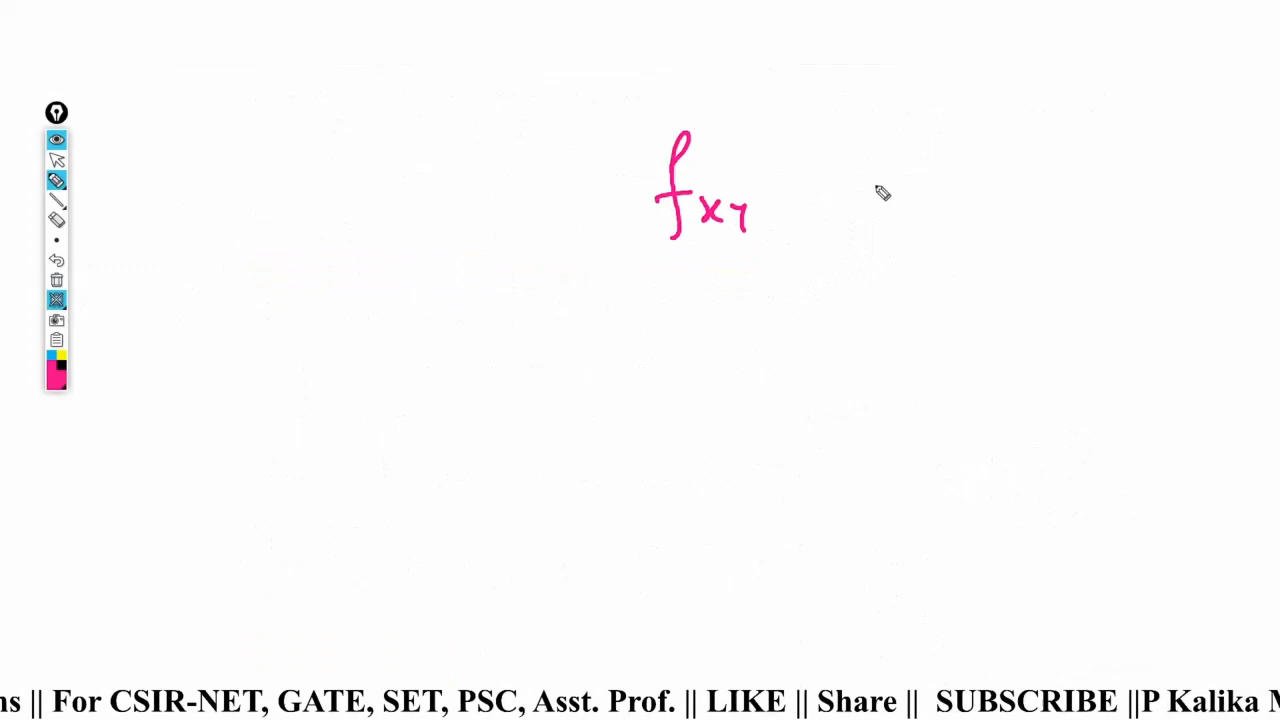 fxy
ns || For CSIR-NET, GATE, SET, PSC, Asst. Prof. || LIKE || Share || SUBSCRIBE ||P Kalika M